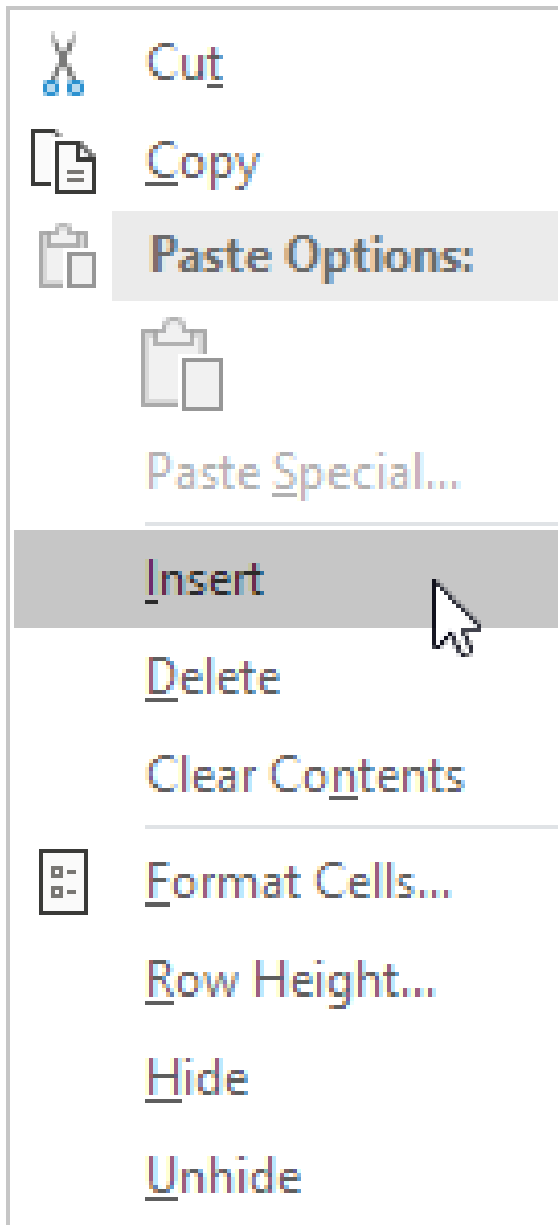 Cut
Copy
Paste Options:
Paste Special...
Insert
Delete
Clear Contents
Format Cells...
Row Height...
Hide
Unhide